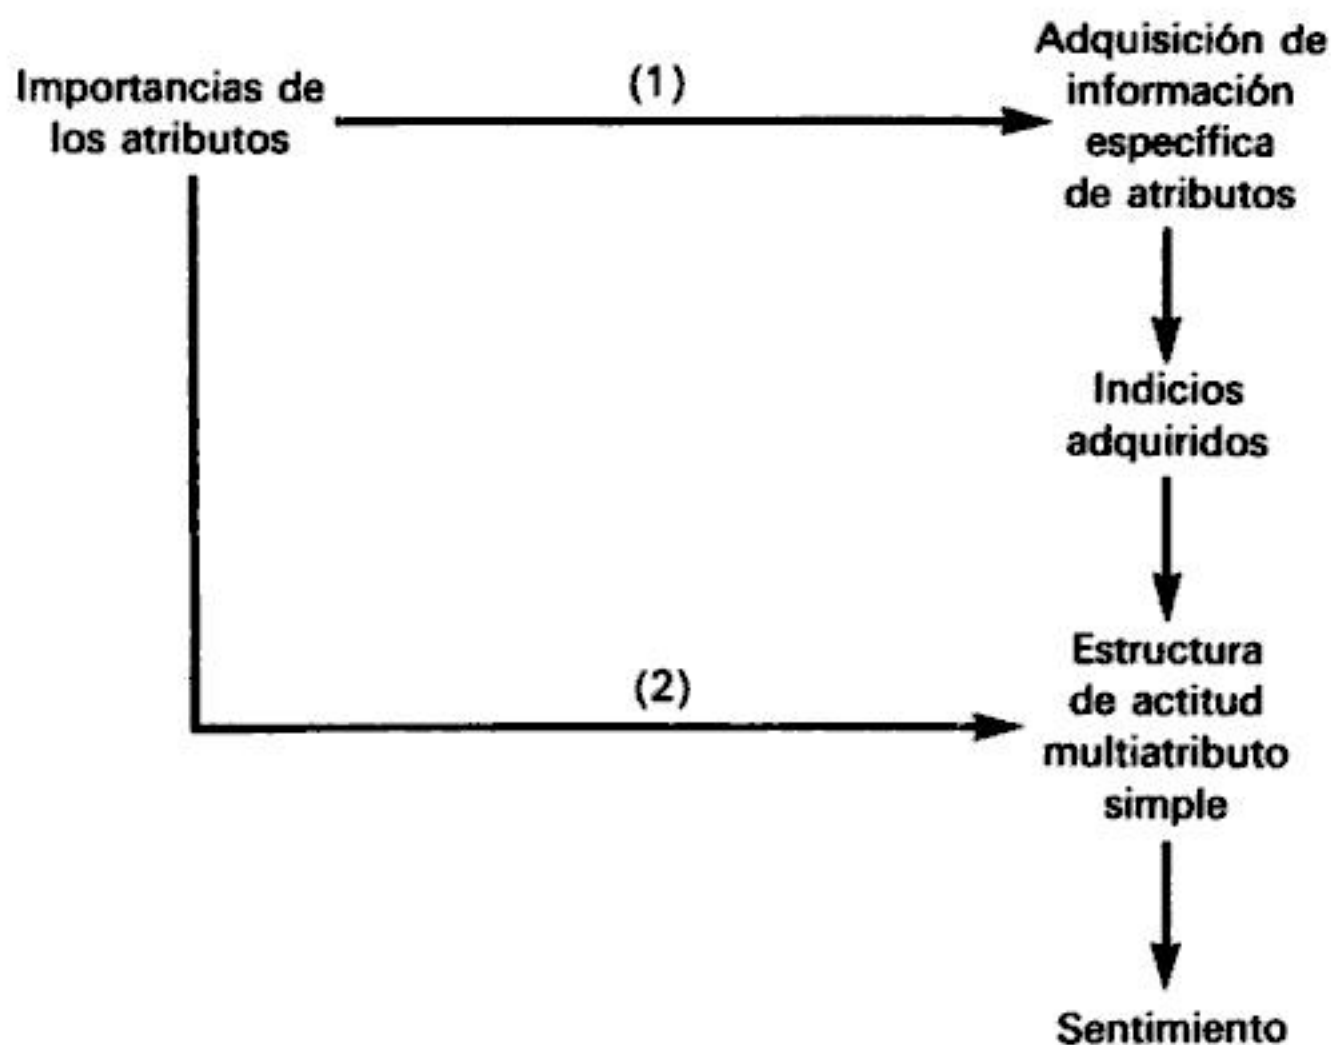 Importancias de
los atributos
(1)
Adquisición de
información
específica
de atributos
Indicios
adquiridos
(2)
Estructura
de actitud
multiatributo
simple
Sentimiento